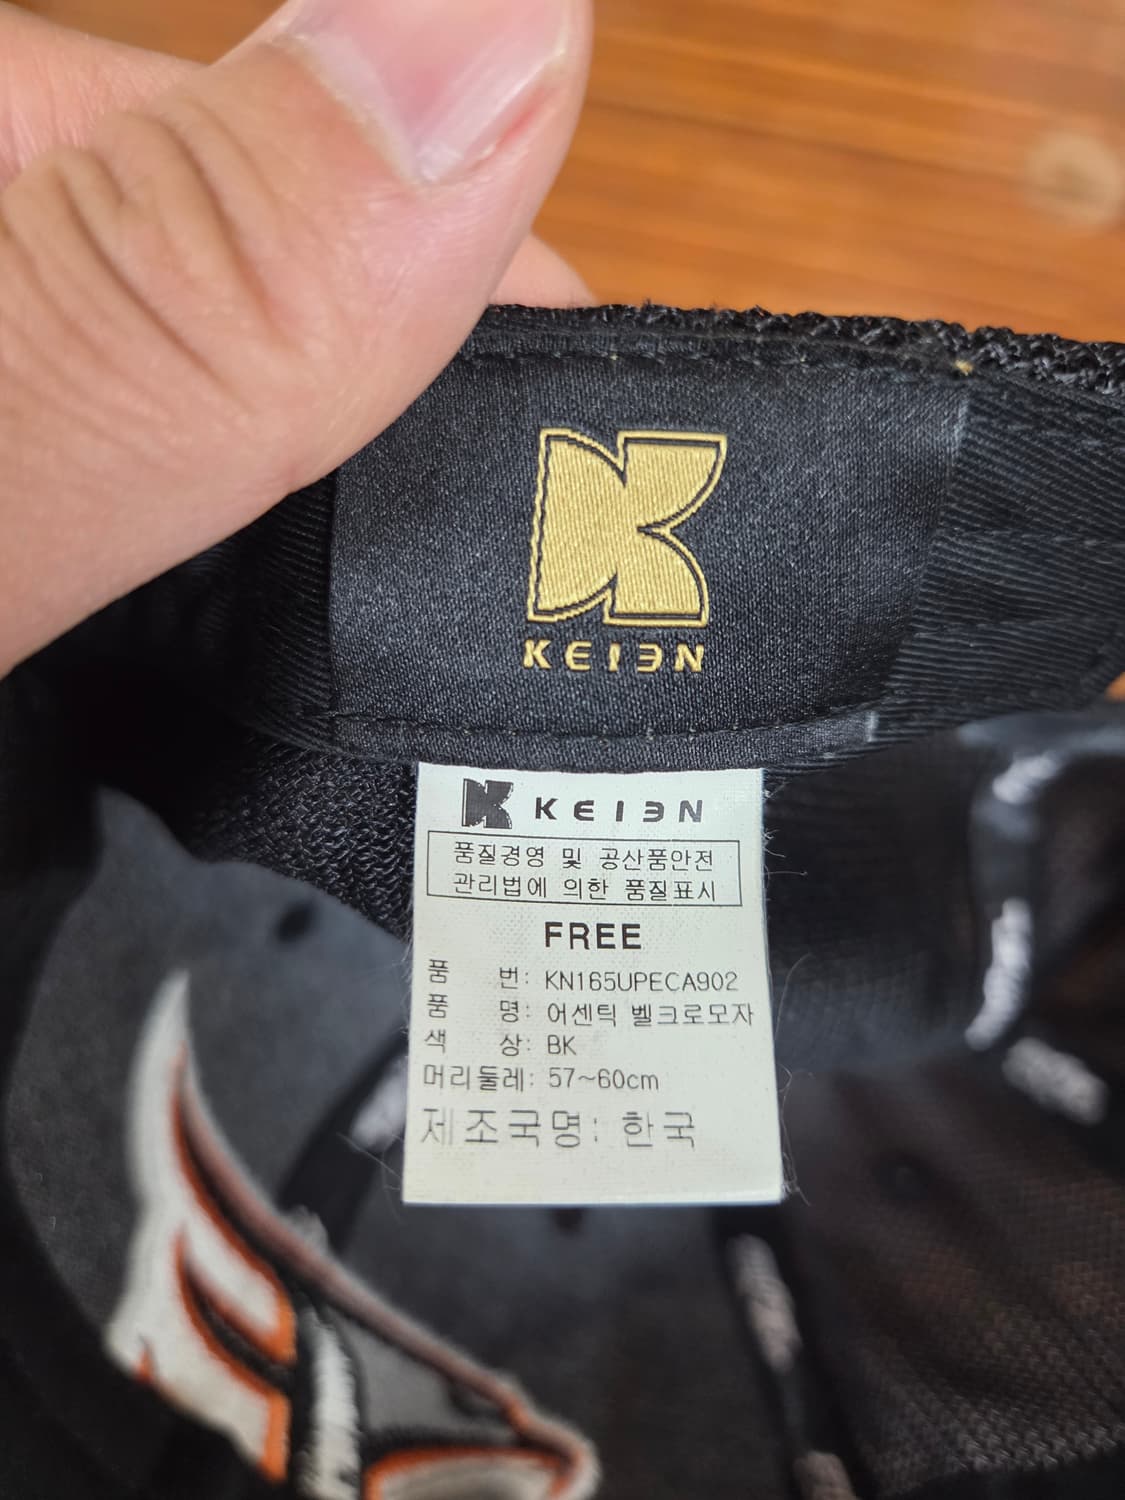 KEIEN
KEIEN
품질경영 및 공산품안전
관리법에 의한 품질표시
FREE
품 번: KN165UPECA902
품 명: 어센틱 벨크로모자
색 상: BK
머리둘레: 57~60cm
제조국명: 한국